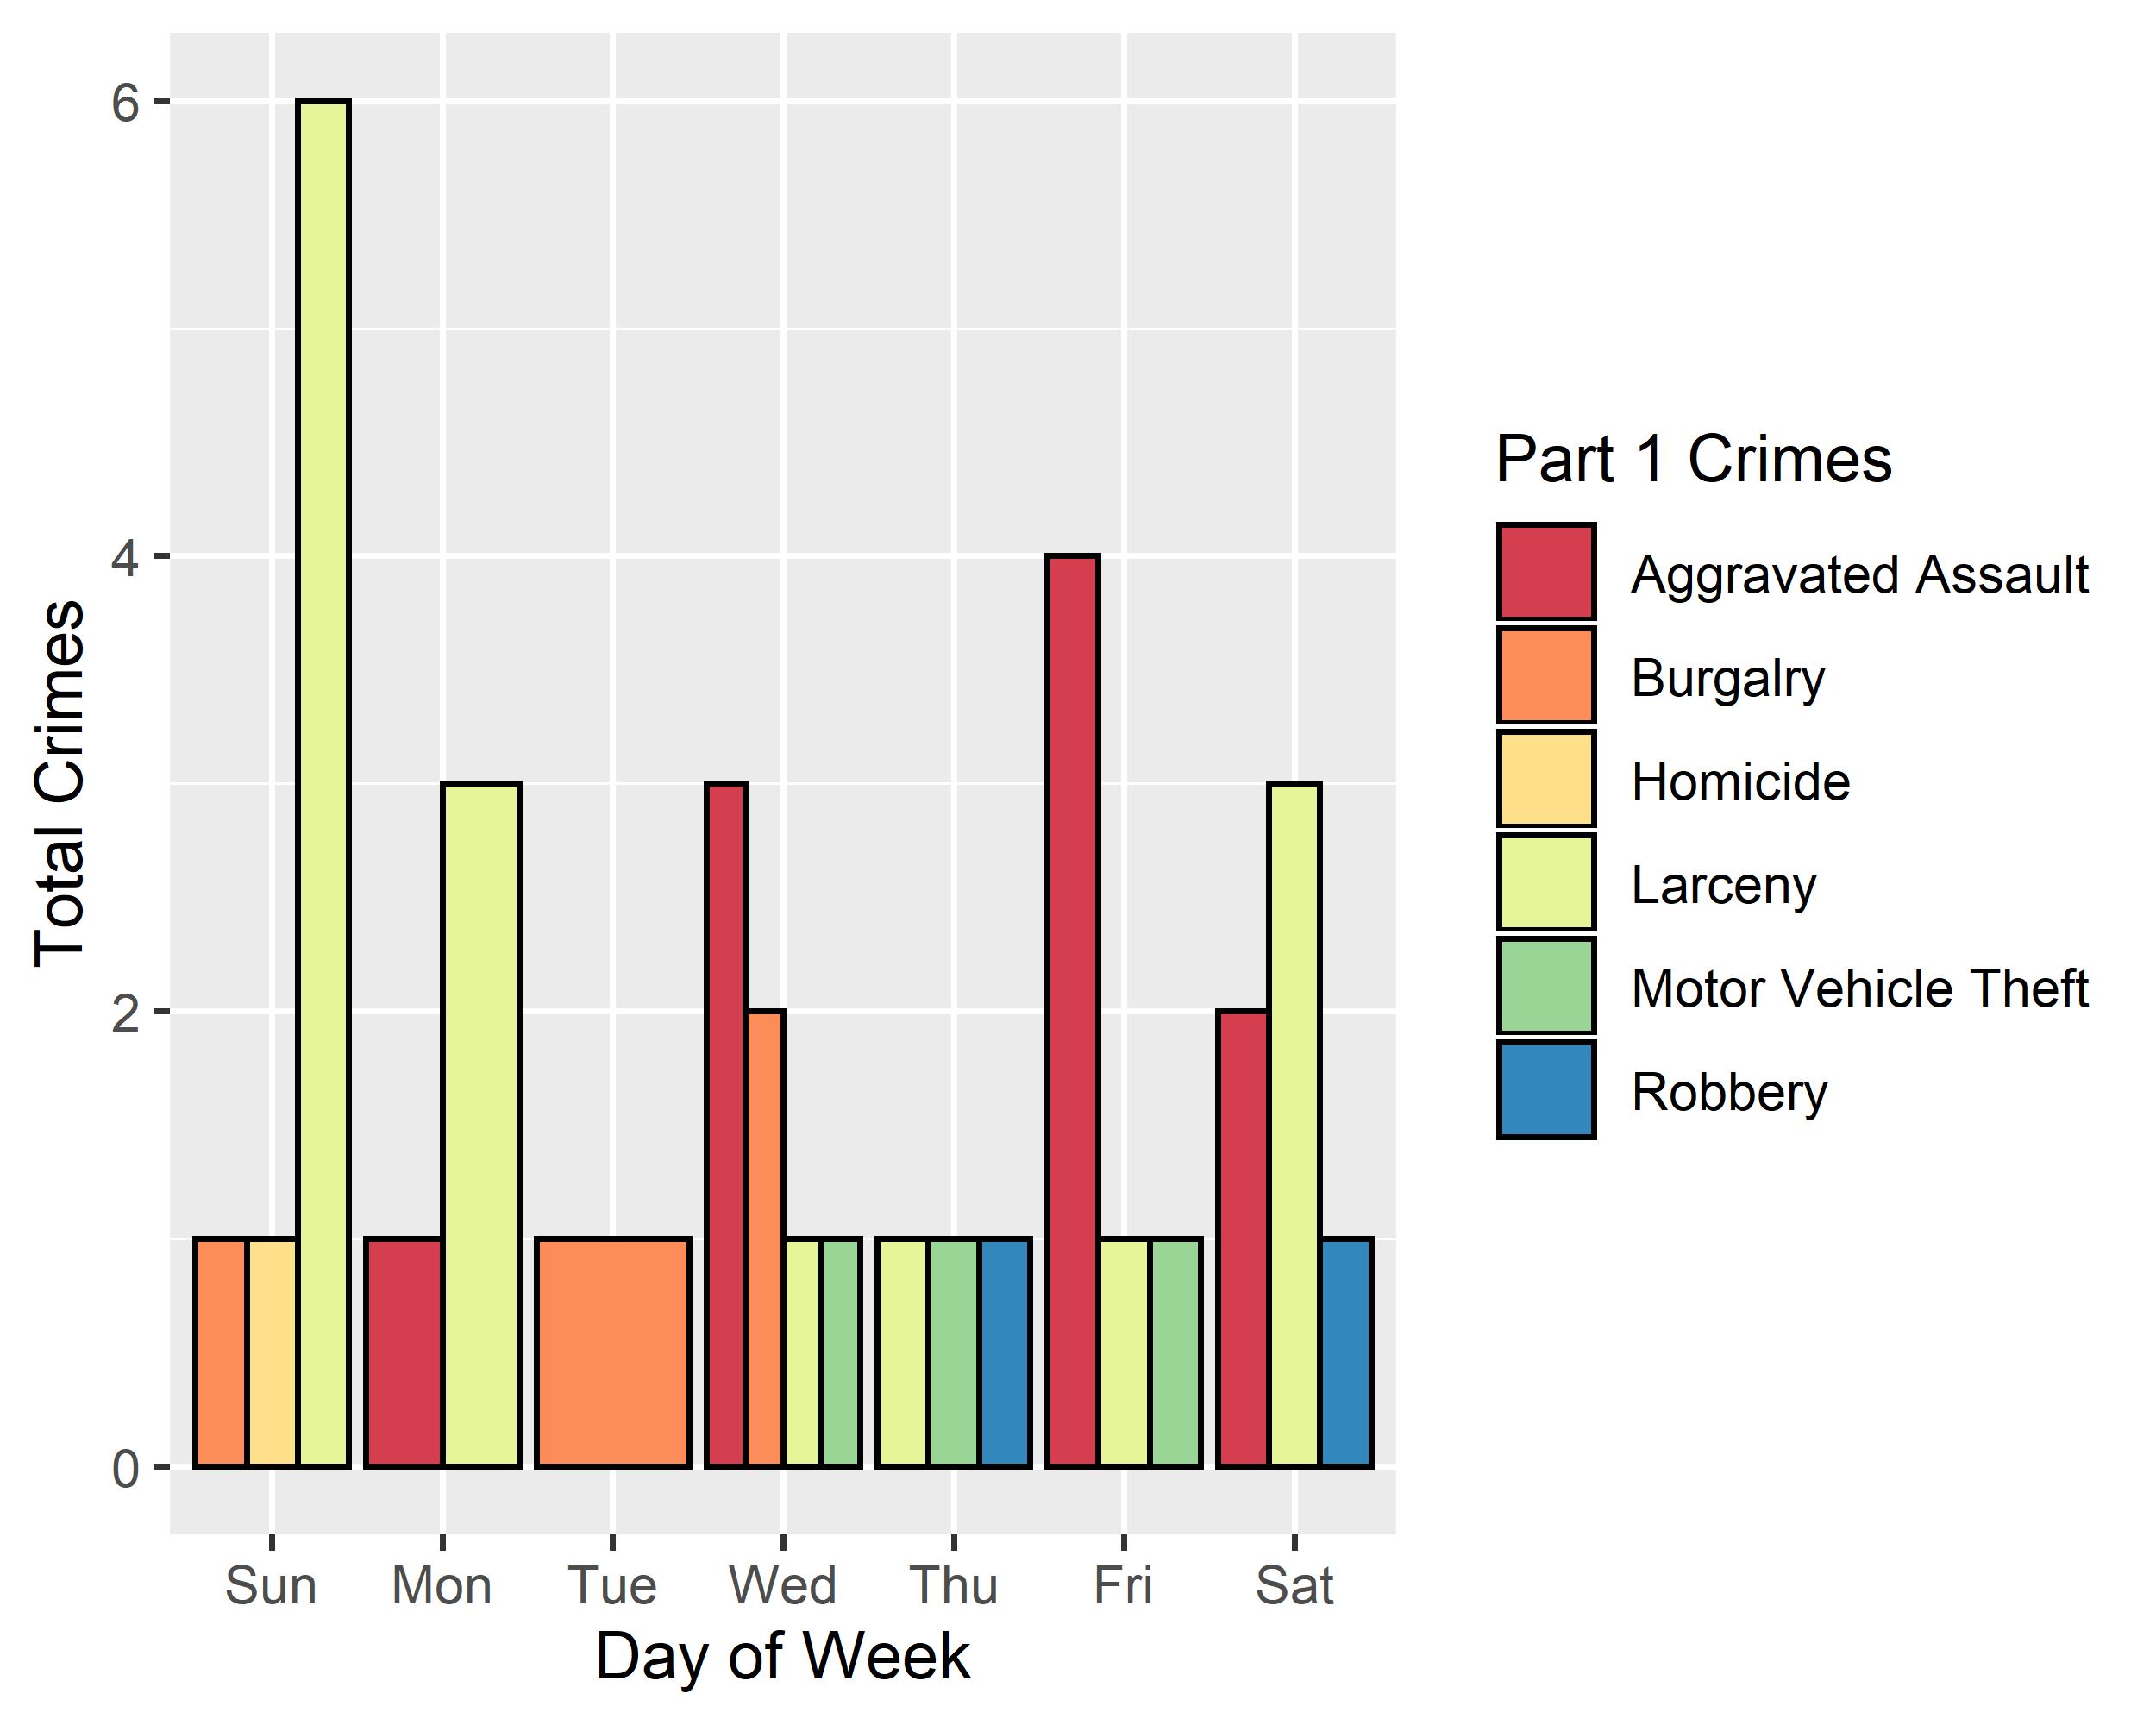 6
4
2
0
Total Crimes
Sun Mon Tue Wed Thu Fri Sat
Day of Week
Part 1 Crimes
Aggravated Assault
Burgalry
Homicide
Larceny
Motor Vehicle Theft
Robbery